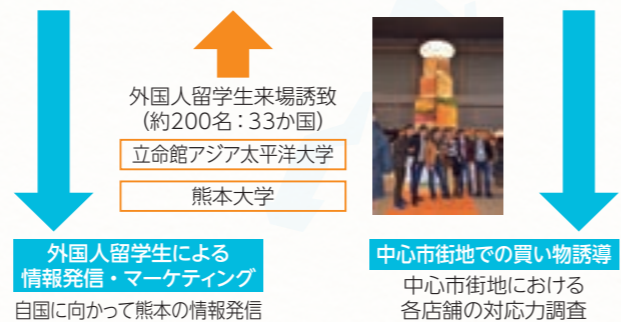 外国人留学生来場誘致
（約200名：33か国）
立命館アジア太平洋大学
熊本大学
外国人留学生による
情報発信・マーケティング
自国に向かって熊本の情報発信
中心市街地での買い物誘導
中心市街地における
各店舗の対応力調査